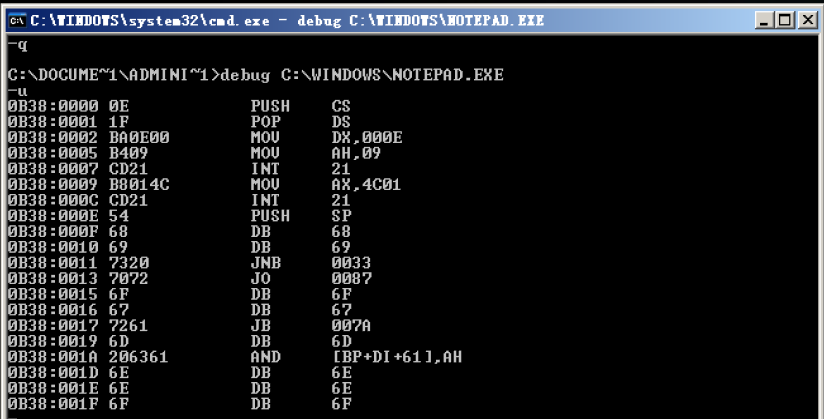 C:\WINDOWS\system32\cmd.exe - debug C:\WINDOWS\NOTEPAD.EXE
-q
C:\DOCUME~1\ADMINI~1>debug C:\WINDOWS\NOTEPAD.EXE
-u
0B38:0000 0E PUSH CS
0B38:0001 1F POP DS
0B38:0002 BA0E00 MOV DX,000E
0B38:0005 B409 MOV AH,09
0B38:0007 CD21 INT 21
0B38:0009 B8014C MOV AX,4C01
0B38:000C CD21 INT 21
0B38:000E 54 PUSH SP
0B38:000F 68 DB 68
0B38:0010 69 DB 69
0B38:0011 7320 JNB 0033
0B38:0013 7072 JO 0087
0B38:0015 6F DB 6F
0B38:0016 67 DB 67
0B38:0017 7261 JB 007A
0B38:0019 6D DB 6D
0B38:001A 206361 AND [BP+DI+61],AH
0B38:001D 6E DB 6E
0B38:001E 6E DB 6E
0B38:001F 6F DB 6F